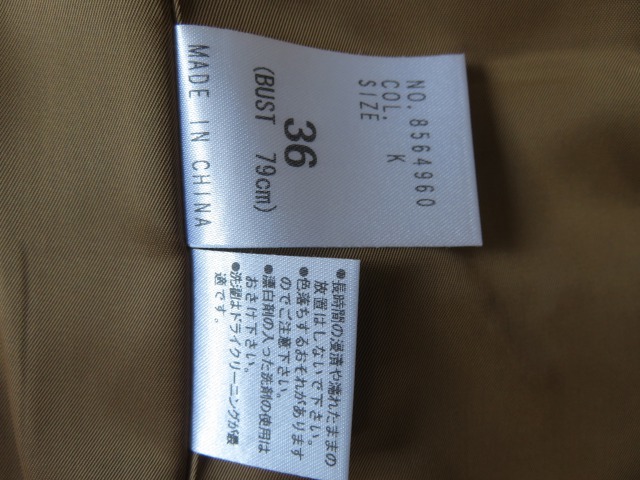 NO. 8564960
COL. K
SIZE
36
(BUST 79cm)
MADE IN CHINA
●長時間の浸漬や濡れたままの
放置はしないで下さい。
●色落ちするおそれがあります
のでご注意下さい。
●漂白剤の入った洗剤の使用は
おさけ下さい。
●洗濯はドライクリーニングが最
適です。